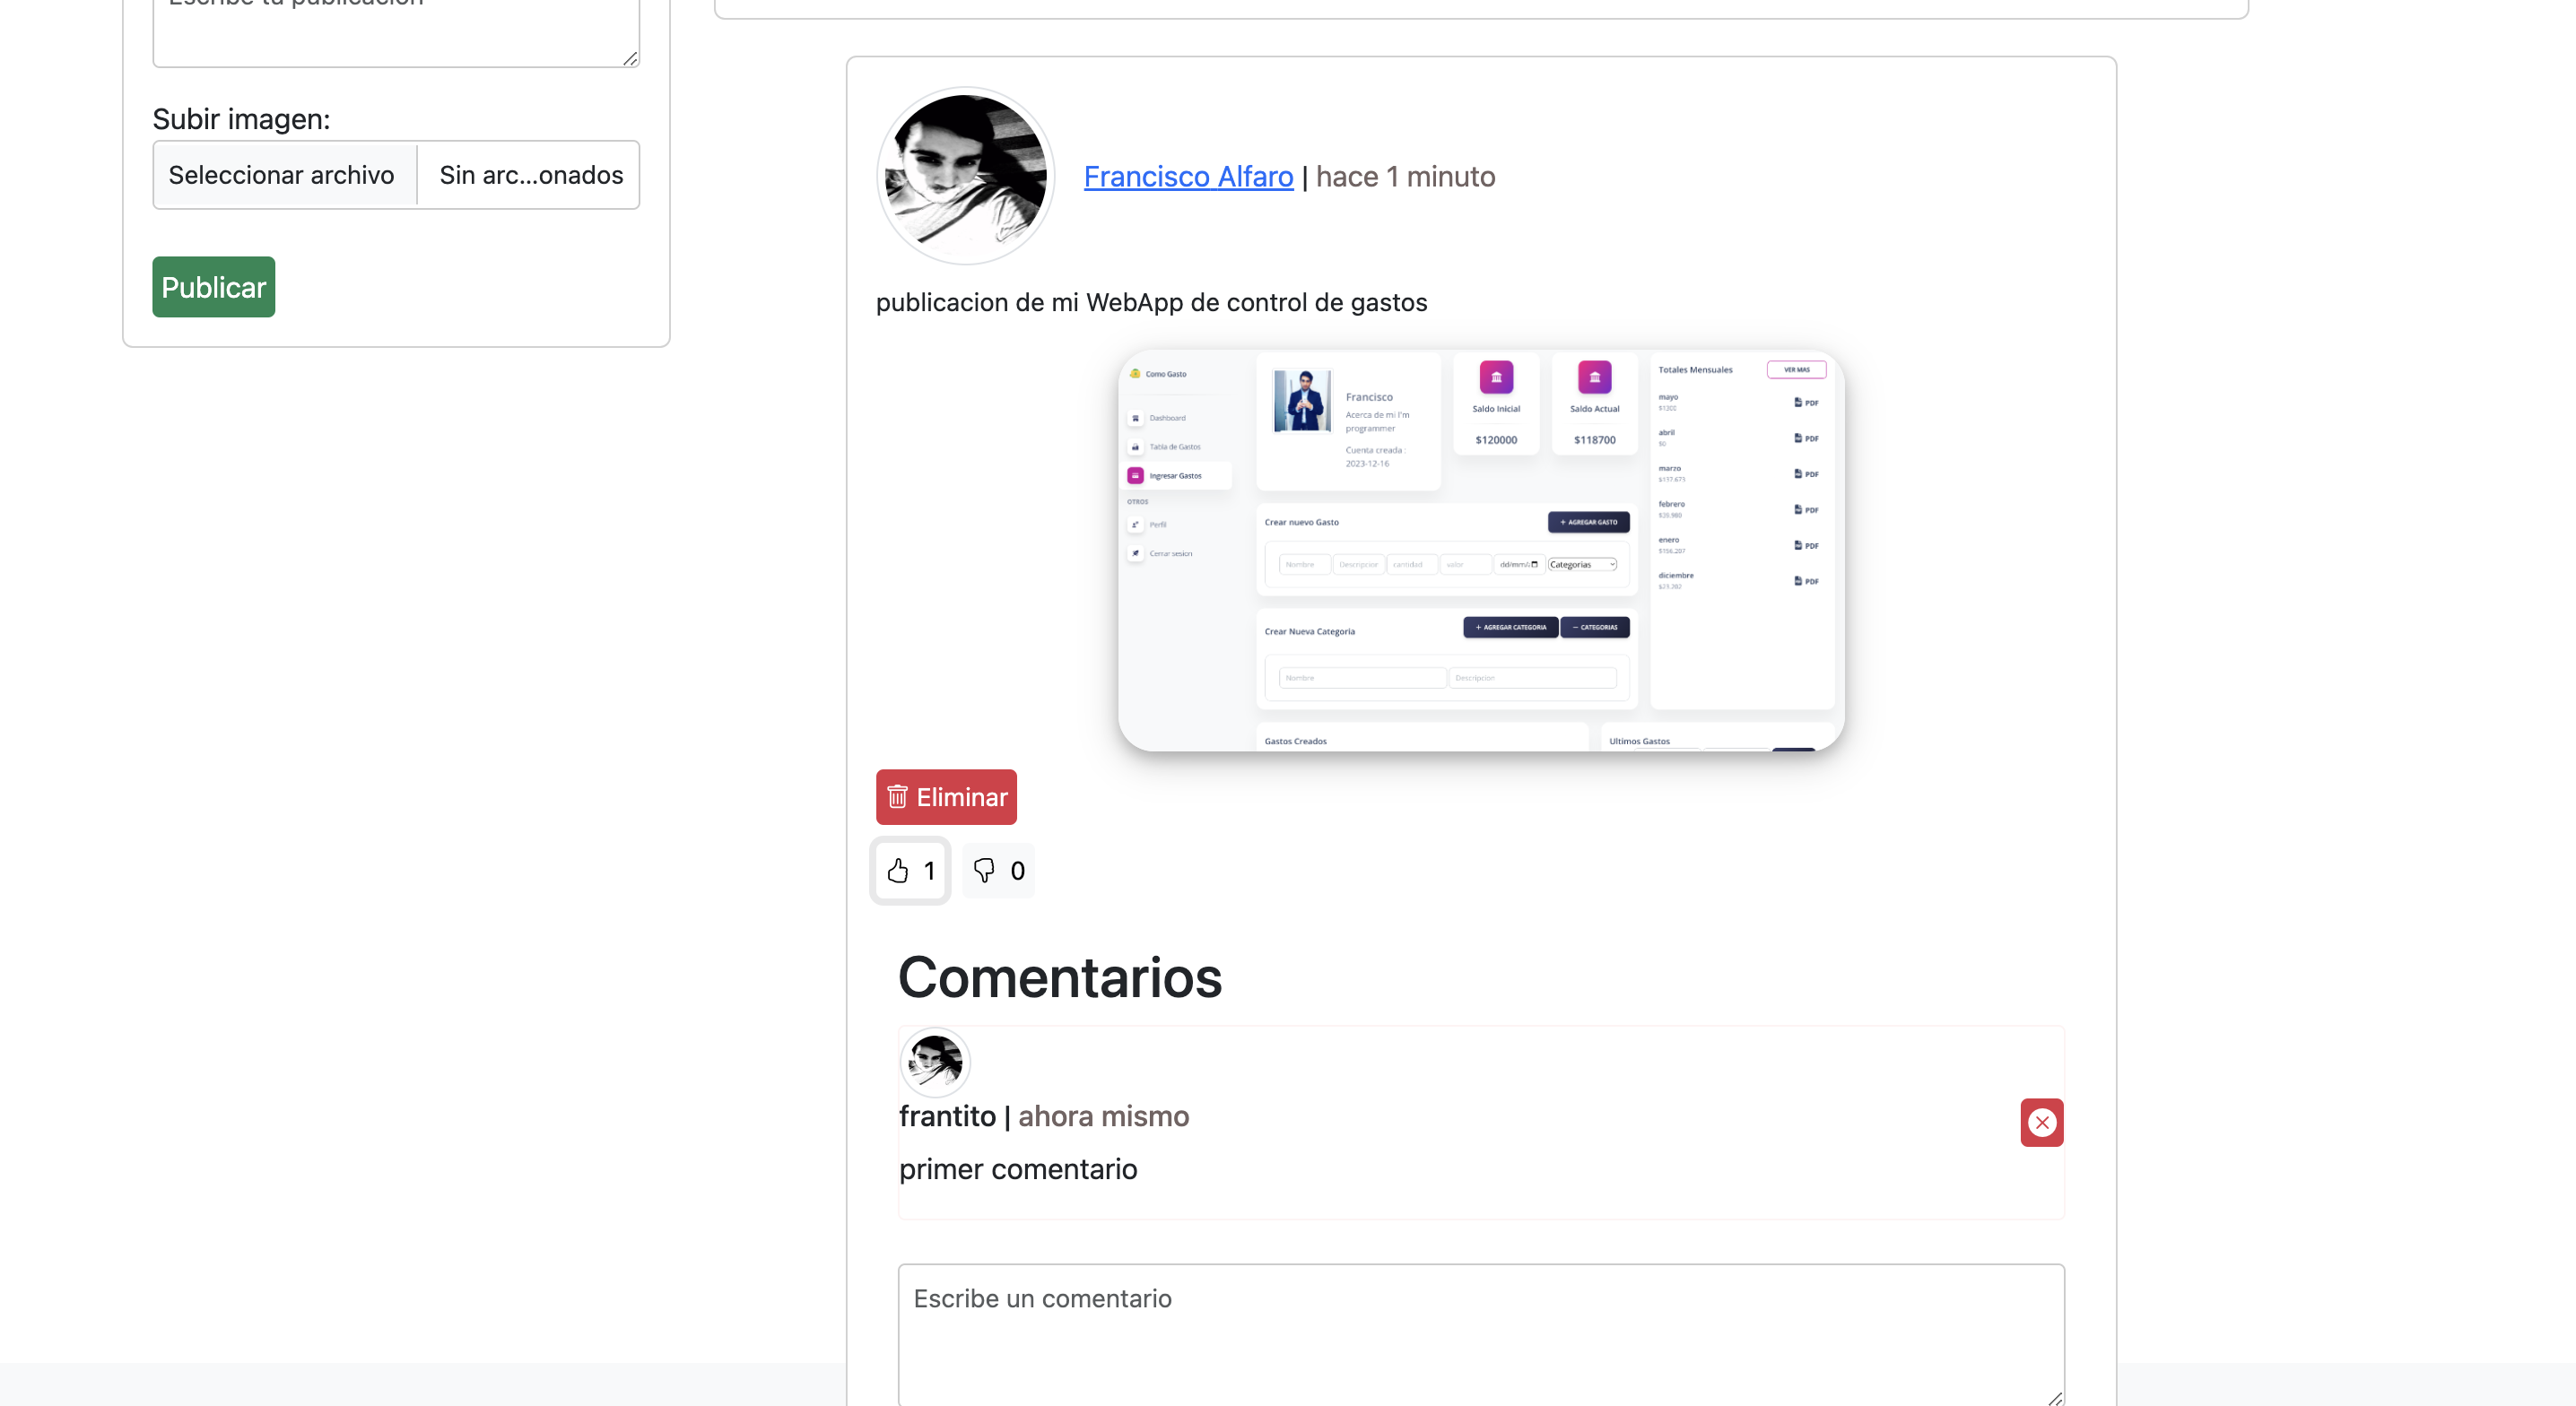 Escribe tu publicación
Subir imagen:
Seleccionar archivo
Sin arc...onados
Publicar
Francisco Alfaro | hace 1 minuto
publicacion de mi WebApp de control de gastos
Como Gasto
Dashboard
Tabla de Gastos
Ingresar Gastos
OTROS
Perfil
Cerrar sesion
Francisco
Acerca de mi I'm
programmer
Cuenta creada :
2023-12-16
Saldo Inicial
$120000
Saldo Actual
$118700
Totales Mensuales
VER MAS
mayo
$1200
PDF
abril
$0
PDF
marzo
PDF
febrero
PDF
enero
PDF
diciembre
PDF
Crear nuevo Gasto
+ AGREGAR GASTO
Nombre
Descripcion
cantidad
valor
dd/mm/
Categorias
Crear Nueva Categoria
+ AGREGAR CATEGORIA
− CATEGORIAS
Nombre
Descripcion
Gastos Creados
Ultimos Gastos
Eliminar
1
0
Comentarios
frantito | ahora mismo
primer comentario
Escribe un comentario